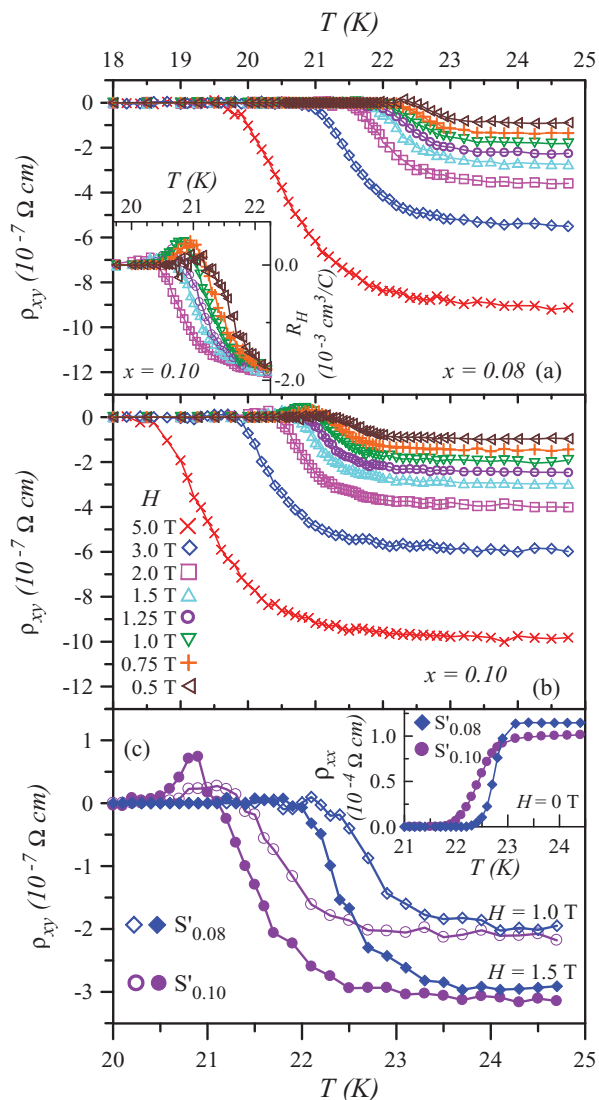 T (K)
18 19 20 21 22 23 24 25
0
-2
-4
-6
-8
-10
-12
ρxy (10⁻⁷ Ω cm)
T (K)
20 21 22
0.0
-2.0
R_H
(10⁻³ cm³/C)
x = 0.10
x = 0.08 (a)
0
-2
-4
-6
-8
-10
-12
ρxy (10⁻⁷ Ω cm)
H
5.0 T
3.0 T
2.0 T
1.5 T
1.25 T
1.0 T
0.75 T
0.5 T
x = 0.10
(b)
(c)
1
0
-1
-2
-3
ρxy (10⁻⁷ Ω cm)
S'0.08
S'0.10
1.0
0.5
0.0
ρxx
(10⁻⁴ Ω cm)
H = 0 T
21 22 23 24
T (K)
H = 1.0 T
S'0.08
H = 1.5 T
S'0.10
20 21 22 23 24 25
T (K)